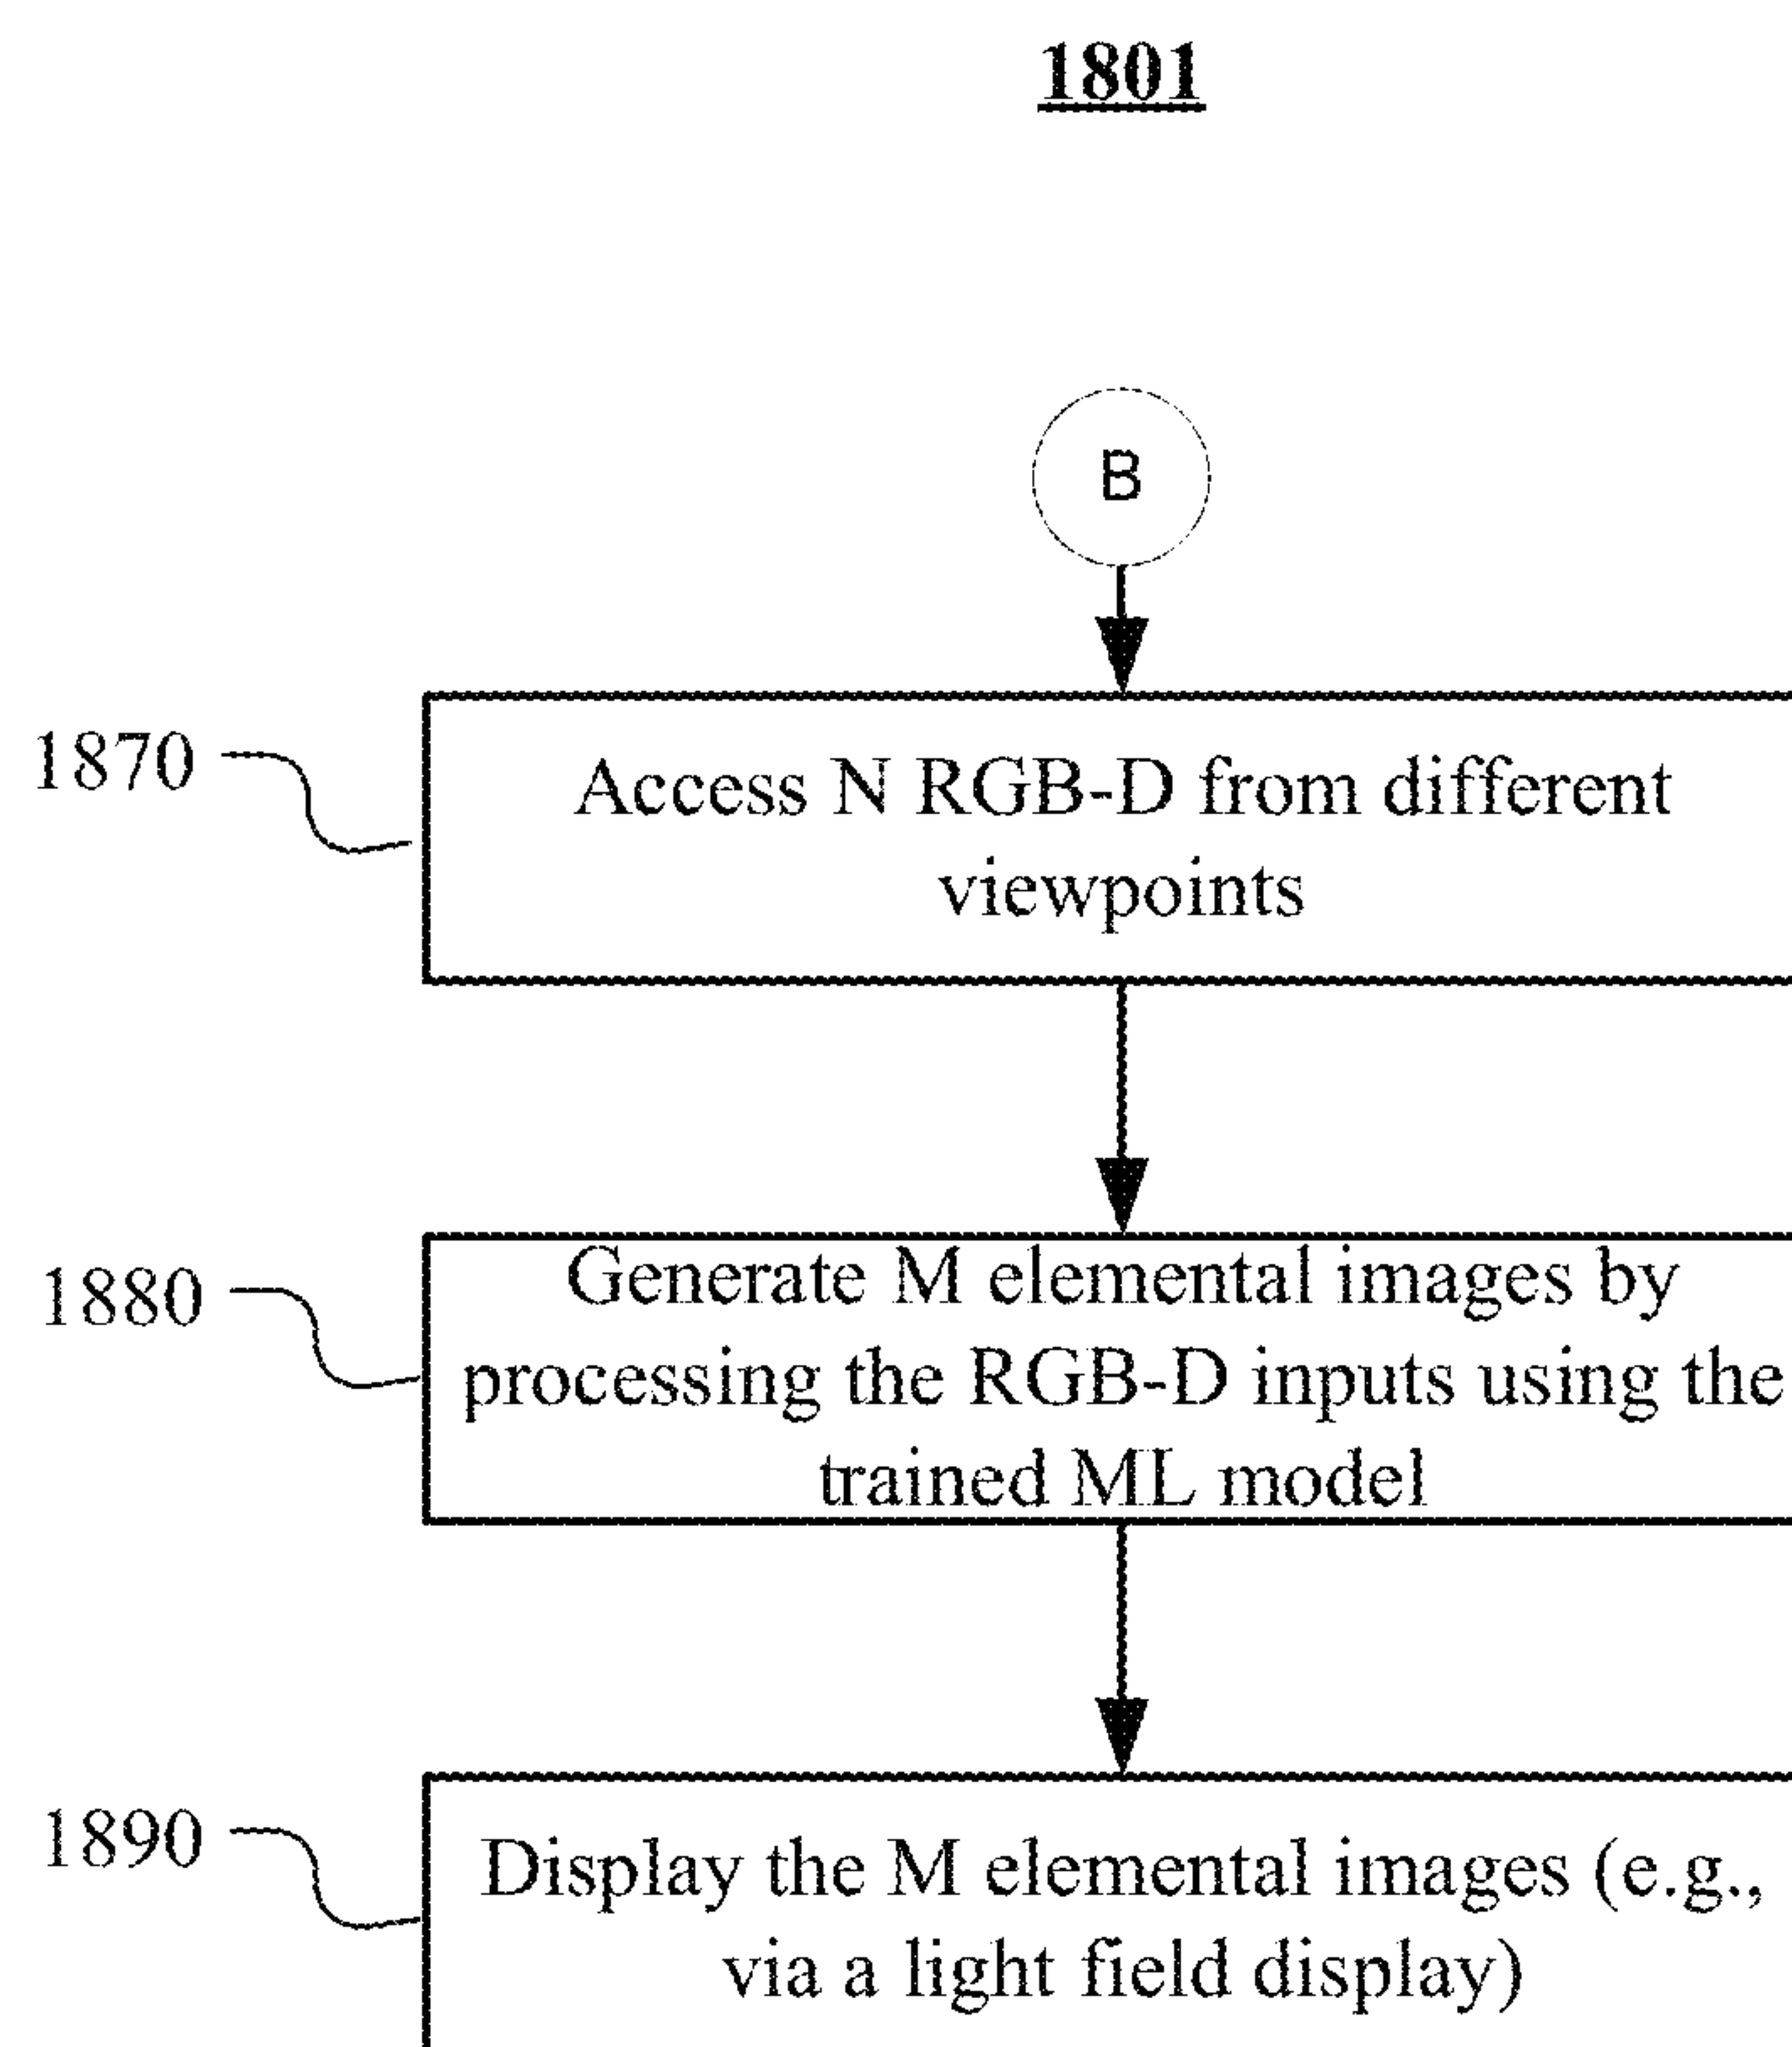 1801
B
1870
Access N RGB-D from different
viewpoints
1880
Generate M elemental images by
processing the RGB-D inputs using the
trained ML model
1890
Display the M elemental images (e.g.,
via a light field display)